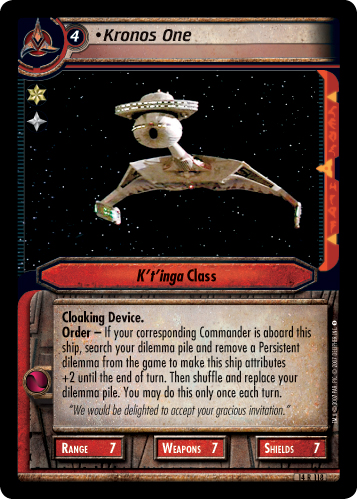 4
•Kronos One
K't'inga Class
Cloaking Device.
Order – If your corresponding Commander is aboard this
ship, search your dilemma pile and remove a Persistent
dilemma from the game to make this ship attributes
+2 until the end of turn. Then shuffle and replace your
dilemma pile. You may do this only once each turn.
"We would be delighted to accept your gracious invitation."
RANGE 7
WEAPONS 7
SHIELDS 7
14 R 118